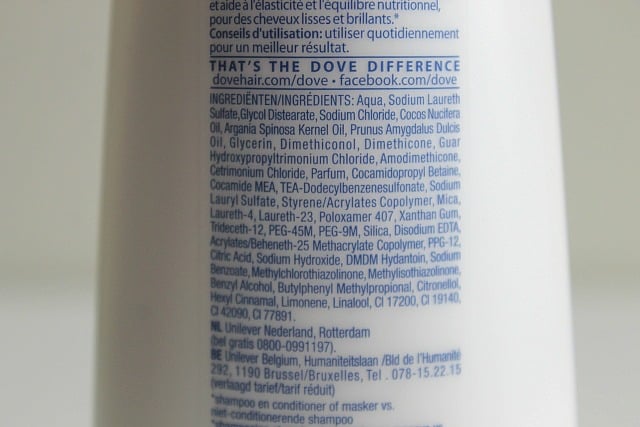 et aide à l'élasticité et l'équilibre nutritionnel,
pour des cheveux lisses et brillants.*
Conseils d'utilisation: utiliser quotidiennement
pour un meilleur résultat.
THAT'S THE DOVE DIFFERENCE
dovehair.com/dove • facebook.com/dove
INGREDIËNTEN/INGRÉDIENTS: Aqua, Sodium Laureth
Sulfate,Glycol Distearate, Sodium Chloride, Cocos Nucifera
Oil, Argania Spinosa Kernel Oil, Prunus Amygdalus Dulcis
Oil, Glycerin, Dimethiconol, Dimethicone, Guar
Hydroxypropyltrimonium Chloride, Amodimethicone,
Cetrimonium Chloride, Parfum, Cocamidopropyl Betaine,
Cocamide MEA, TEA-Dodecylbenzenesulfonate, Sodium
Lauryl Sulfate, Styrene/Acrylates Copolymer, Mica,
Laureth-4, Laureth-23, Poloxamer 407, Xanthan Gum,
Trideceth-12, PEG-45M, PEG-9M, Silica, Disodium EDTA,
Acrylates/Beheneth-25 Methacrylate Copolymer, PPG-12,
Citric Acid, Sodium Hydroxide, DMDM Hydantoin, Sodium
Benzoate, Methylchlorothiazolinone, Methylisothiazolinone,
Benzyl Alcohol, Butylphenyl Methylpropional, Citronellol,
Hexyl Cinnamal, Limonene, Linalool, CI 17200, CI 19140,
CI 42090, CI 77891.
NL Unilever Nederland, Rotterdam
(bel gratis 0800-0991197).
BE Unilever Belgium, Humaniteitslaan /Bld de l'Humanité
292, 1190 Brussel/Bruxelles, Tel . 078-15.22.15
(verlaagd tarief/tarif réduit)
*shampoo en conditioner of masker vs.
niet-conditionerende shampoo